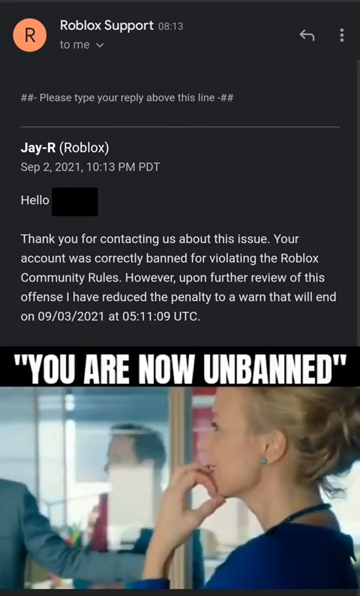 R
Roblox Support 08:13
to me
##- Please type your reply above this line -##
Jay-R (Roblox)
Sep 2, 2021, 10:13 PM PDT
Hello
Thank you for contacting us about this issue. Your
account was correctly banned for violating the Roblox
Community Rules. However, upon further review of this
offense I have reduced the penalty to a warn that will end
on 09/03/2021 at 05:11:09 UTC.
"YOU ARE NOW UNBANNED"